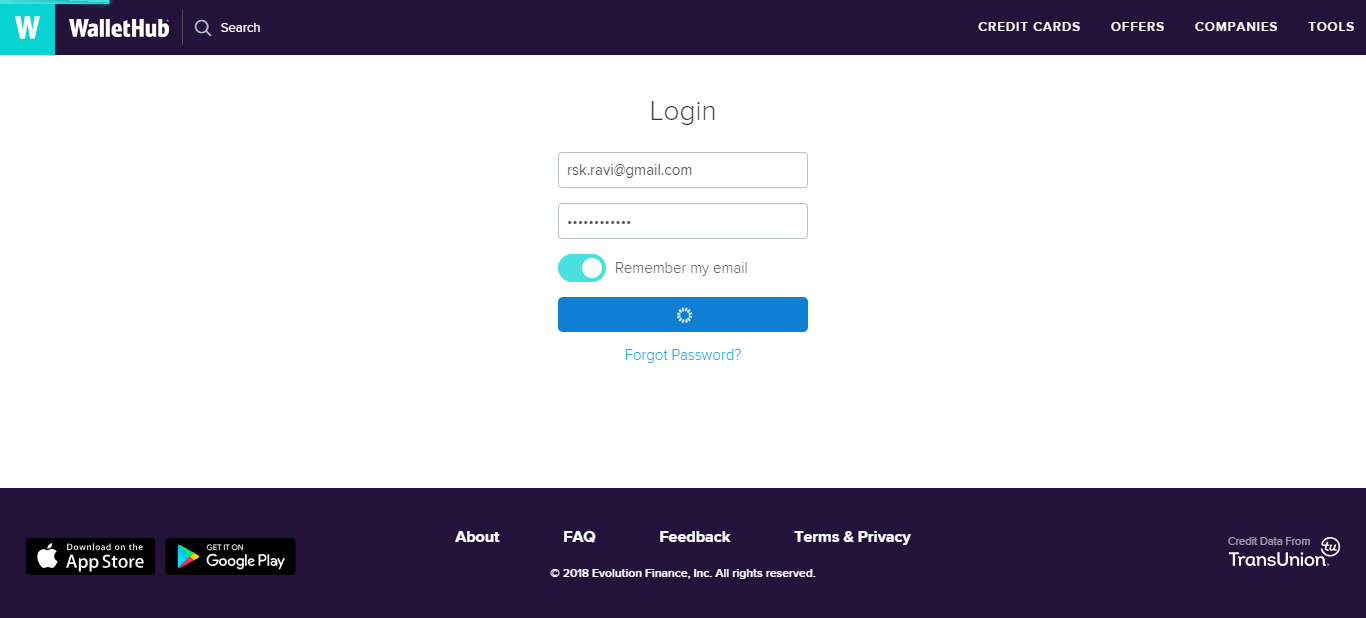 W WalletHub Search CREDIT CARDS OFFERS COMPANIES TOOLS
Login
rsk.ravi@gmail.com
••••••••••••
Remember my email
Forgot Password?
Download on the App Store
GET IT ON Google Play
About FAQ Feedback Terms & Privacy
© 2018 Evolution Finance, Inc. All rights reserved.
Credit Data From tu
TransUnion